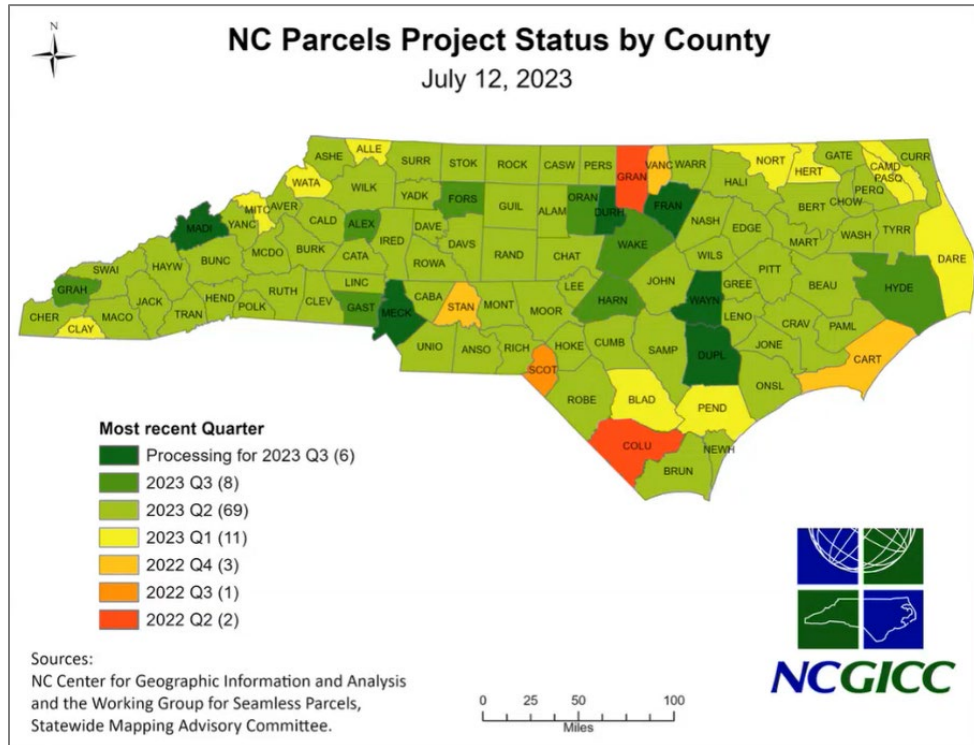 NC Parcels Project Status by County
July 12, 2023
N
ASHE
ALLE
SURR
STOK
ROCK
CASW
PERS
GRAN
VANC
WARR
NORT
HERT
GATE
CAMD
PASQ
CURR
WATA
WILK
YADK
FORS
GUIL
ALAM
ORAN
DURH
FRAN
HALI
BERT
CHOW
PERQ
MADI
YANC
MITC
AVER
CALD
ALEX
IRED
DAVE
DAVS
RAND
CHAT
WAKE
NASH
EDGE
MART
WASH
TYRR
DARE
SWAI
HAYW
BUNC
MCDO
BURK
CATA
ROWA
LEE
JOHN
WILS
PITT
BEAU
HYDE
GRAH
CHER
CLAY
MACO
JACK
TRAN
HEND
POLK
RUTH
CLEV
LINC
GAST
MECK
CABA
STAN
MONT
MOOR
HARN
WAYN
GREE
LENO
CRAV
PAML
UNIO
ANSO
RICH
SCOT
HOKE
CUMB
SAMP
DUPL
JONE
ONSL
CART
ROBE
BLAD
PEND
COLU
BRUN
NEWH
Most recent Quarter
Processing for 2023 Q3 (6)
2023 Q3 (8)
2023 Q2 (69)
2023 Q1 (11)
2022 Q4 (3)
2022 Q3 (1)
2022 Q2 (2)
Sources:
NC Center for Geographic Information and Analysis
and the Working Group for Seamless Parcels,
Statewide Mapping Advisory Committee.
0 50 100
Miles
NCGICC